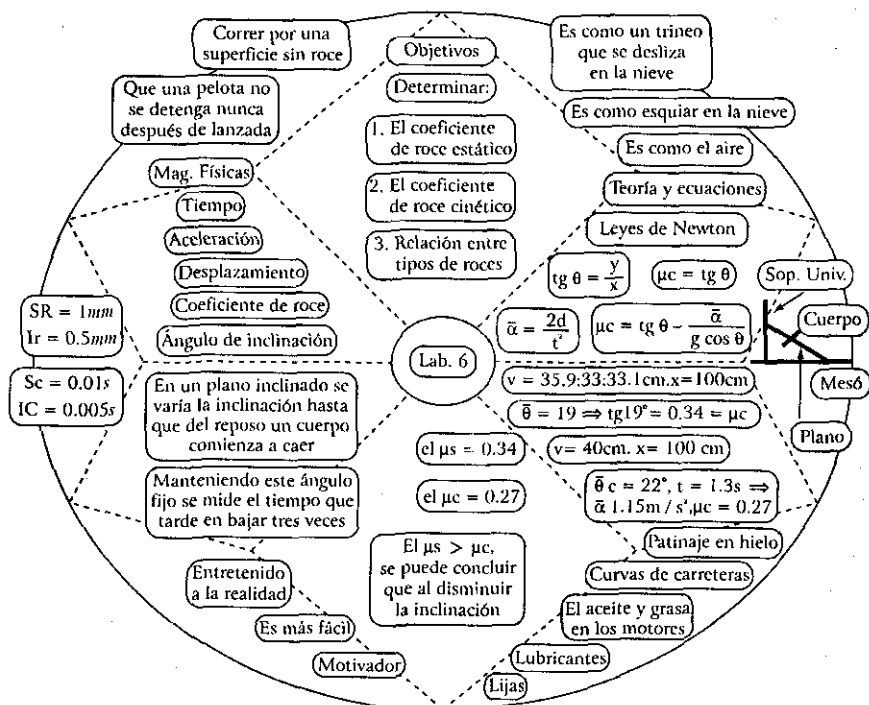 Correr por una
superficie sin roce
Que una pelota no
se detenga nunca
después de lanzada
Objetivos
Determinar:
1. El coeficiente
de roce estático
2. El coeficiente
de roce cinético
3. Relación entre
tipos de roces
Es como un trineo
que se desliza
en la nieve
Es como esquiar en la nieve
Es como el aire
Teoría y ecuaciones
Leyes de Newton
tg θ = y/x
μc = tg θ
ᾱ = 2d/t²
μc = tg θ - ᾱ/(g cos θ)
Mag. Físicas
Tiempo
Aceleración
Desplazamiento
Coeficiente de roce
Ángulo de inclinación
SR = 1mm
Ir = 0.5mm
Sc = 0.01s
IC = 0.005s
Lab. 6
Sop. Univ.
Cuerpo
Mesó
Plano
En un plano inclinado se
varía la inclinación hasta
que del reposo un cuerpo
comienza a caer
Manteniendo este ángulo
fijo se mide el tiempo que
tarde en bajar tres veces
el μs = 0.34
el μc = 0.27
El μs > μc,
se puede concluir
que al disminuir
la inclinación
v = 35.9:33:33.1cm.x=100cm
θ̄ = 19 ⇒ tg19° = 0.34 = μc
v= 40cm. x= 100 cm
θ̄ c = 22°, t = 1.3s ⇒
ᾱ 1.15m / s²,μc = 0.27
Patinaje en hielo
Curvas de carreteras
El aceite y grasa
en los motores
Lubricantes
Lijas
Entretenido
a la realidad
Es más fácil
Motivador